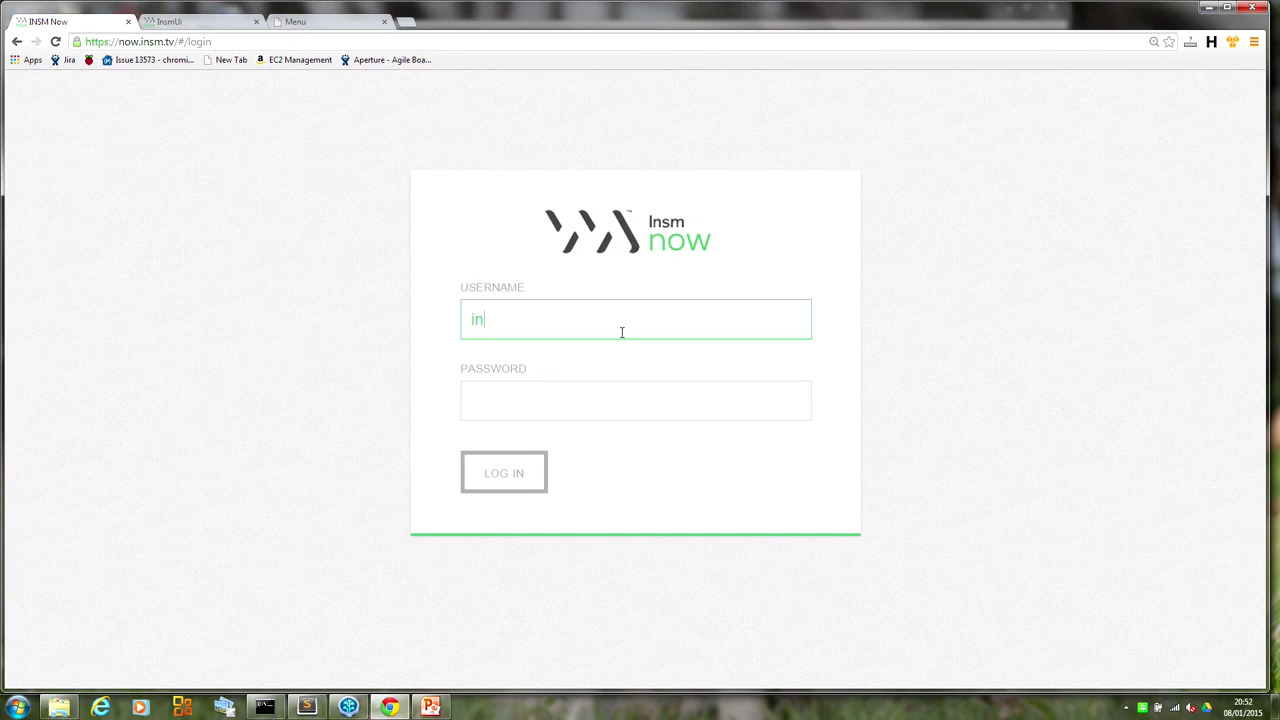 INSM Now
InsmUi
Menu
https://now.insm.tv/#/login
Apps
Jira
Issue 13573 - chromi...
New Tab
EC2 Management
Aperture - Agile Boa...
Insm
now
USERNAME
in
PASSWORD
LOG IN
20:52
08/01/2015